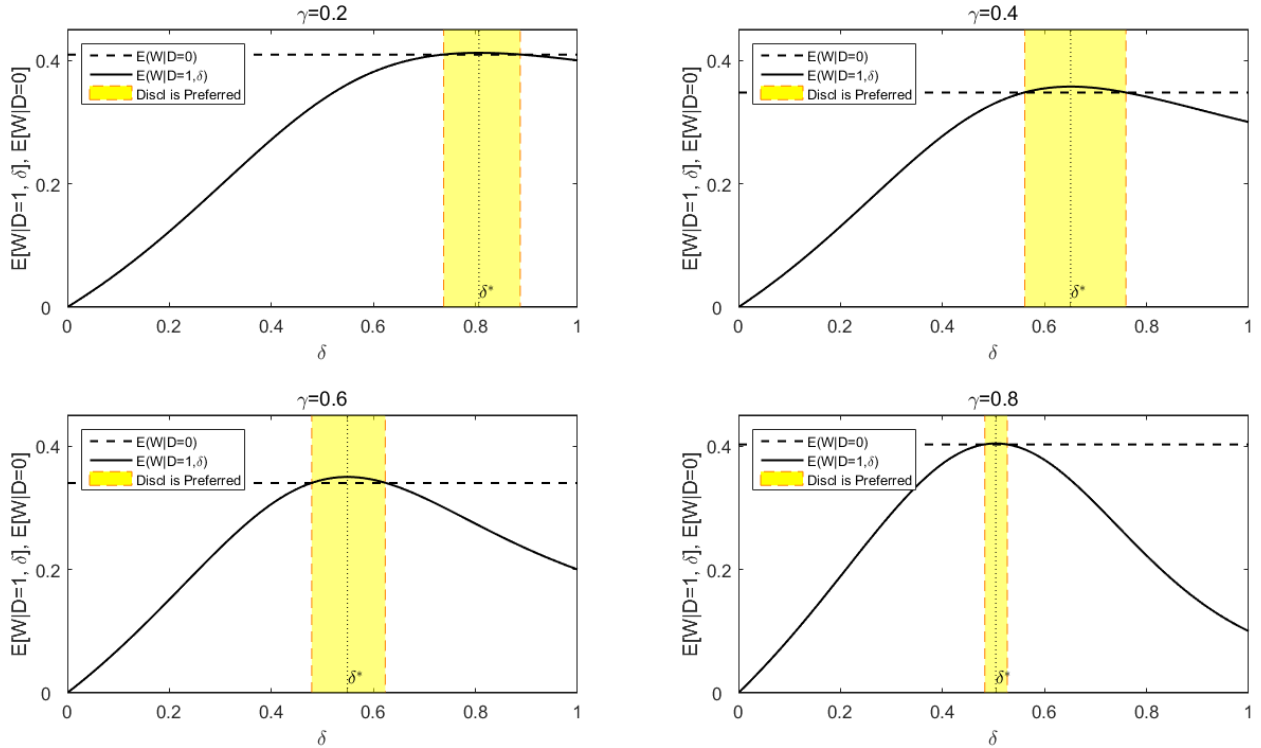 γ=0.2
E[W|D=1, δ], E[W|D=0]
0.4
0.2
0
E(W|D=0)
E(W|D=1,δ)
Discl is Preferred
δ*
0 0.2 0.4 0.6 0.8 1
δ
γ=0.4
E[W|D=1, δ], E[W|D=0]
0.4
0.2
0
E(W|D=0)
E(W|D=1,δ)
Discl is Preferred
δ*
0 0.2 0.4 0.6 0.8 1
δ
γ=0.6
E[W|D=1, δ], E[W|D=0]
0.4
0.2
0
E(W|D=0)
E(W|D=1,δ)
Discl is Preferred
δ*
0 0.2 0.4 0.6 0.8 1
δ
γ=0.8
E[W|D=1, δ], E[W|D=0]
0.4
0.2
0
E(W|D=0)
E(W|D=1,δ)
Discl is Preferred
δ*
0 0.2 0.4 0.6 0.8 1
δ